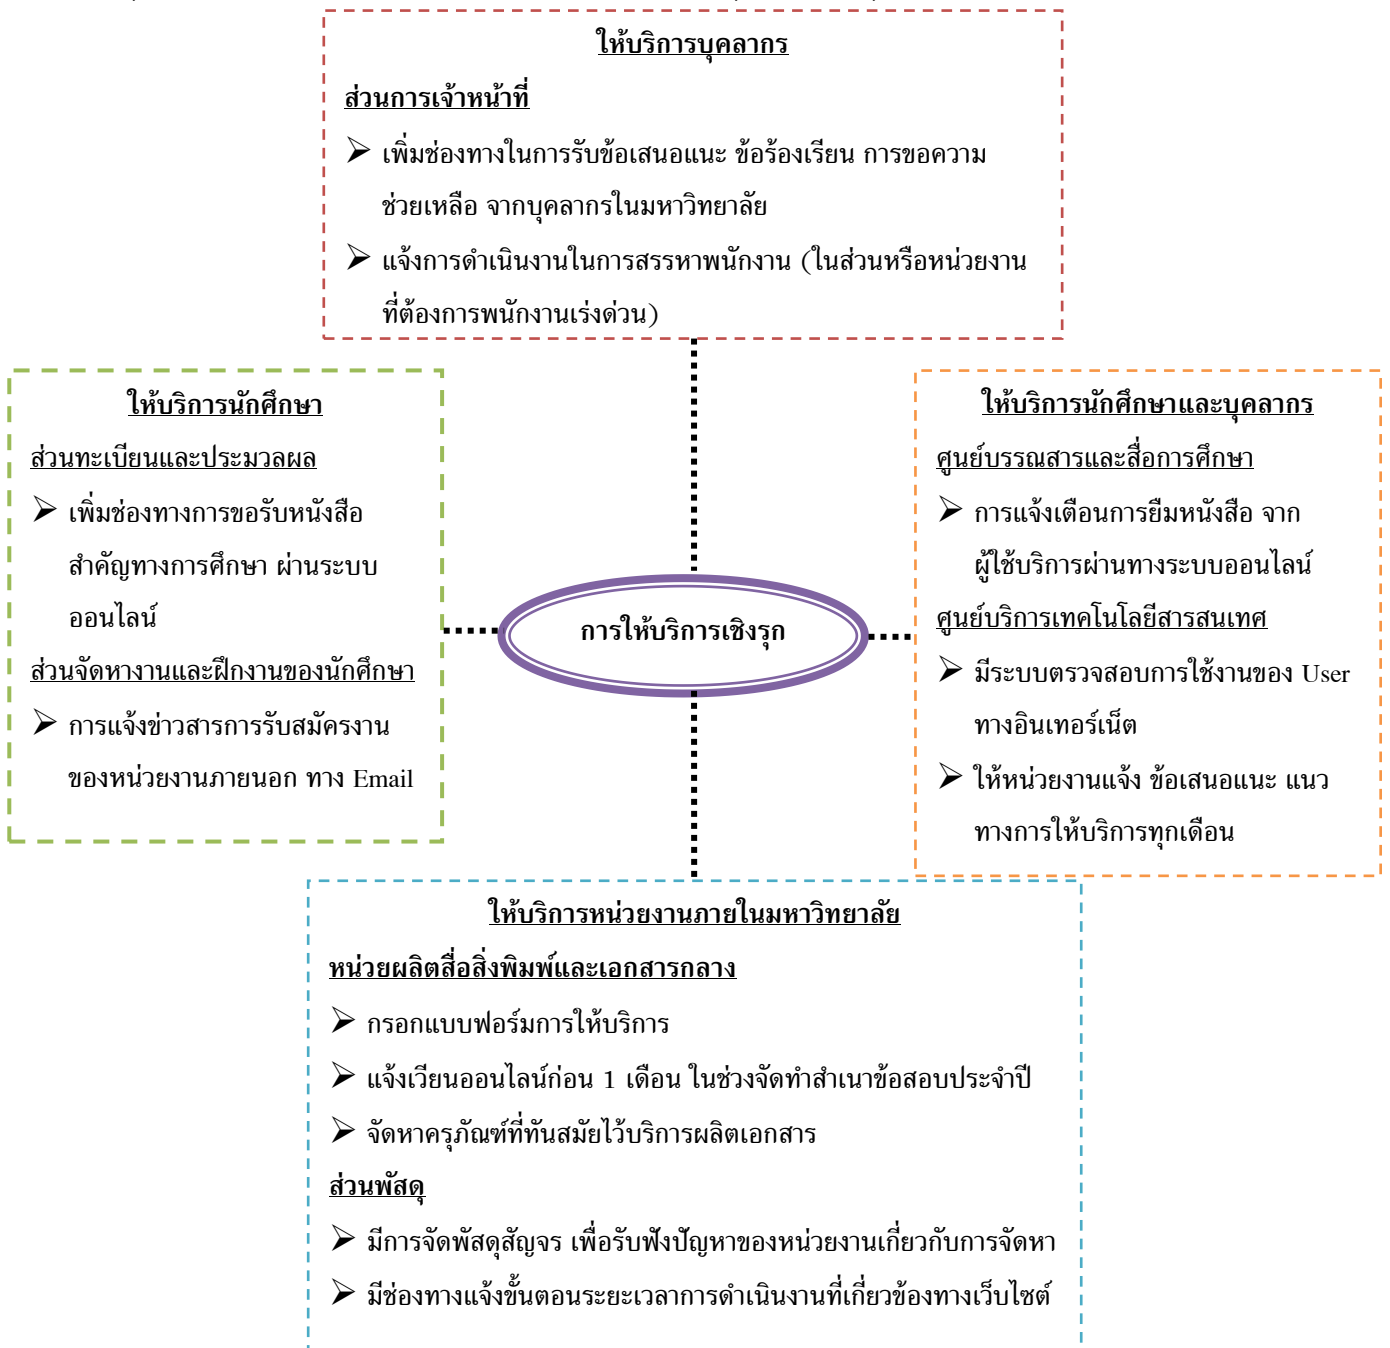 ให้บริการบุคลากร
ส่วนการเจ้าหน้าที่
เพิ่มช่องทางในการรับข้อเสนอแนะ ข้อร้องเรียน การขอความ
ช่วยเหลือ จากบุคลากรในมหาวิทยาลัย
แจ้งการดำเนินงานในการสรรหาพนักงาน (ในส่วนหรือหน่วยงาน
ที่ต้องการพนักงานเร่งด่วน)
ให้บริการนักศึกษา
ส่วนทะเบียนและประมวลผล
เพิ่มช่องทางการขอรับหนังสือ
สำคัญทางการศึกษา ผ่านระบบ
ออนไลน์
ส่วนจัดหางานและฝึกงานของนักศึกษา
การแจ้งข่าวสารการรับสมัครงาน
ของหน่วยงานภายนอก ทาง Email
การให้บริการเชิงรุก
ให้บริการนักศึกษาและบุคลากร
ศูนย์บรรณสารและสื่อการศึกษา
การแจ้งเตือนการยืมหนังสือ จาก
ผู้ใช้บริการผ่านทางระบบออนไลน์
ศูนย์บริการเทคโนโลยีสารสนเทศ
มีระบบตรวจสอบการใช้งานของ User
ทางอินเทอร์เน็ต
ให้หน่วยงานแจ้ง ข้อเสนอแนะ แนว
ทางการให้บริการทุกเดือน
ให้บริการหน่วยงานภายในมหาวิทยาลัย
หน่วยผลิตสื่อสิ่งพิมพ์และเอกสารกลาง
กรอกแบบฟอร์มการให้บริการ
แจ้งเวียนออนไลน์ก่อน 1 เดือน ในช่วงจัดทำสำเนาข้อสอบประจำปี
จัดหาครุภัณฑ์ที่ทันสมัยไว้บริการผลิตเอกสาร
ส่วนพัสดุ
มีการจัดพัสดุสัญจร เพื่อรับฟังปัญหาของหน่วยงานเกี่ยวกับการจัดหา
มีช่องทางแจ้งขั้นตอนระยะเวลาการดำเนินงานที่เกี่ยวข้องทางเว็บไซต์